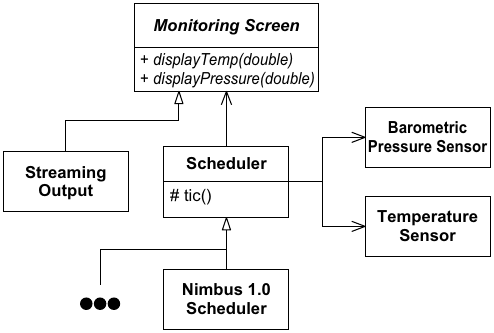 Monitoring Screen
+ displayTemp(double)
+ displayPressure(double)
Streaming
Output
Scheduler
# tic()
Barometric
Pressure Sensor
Temperature
Sensor
Nimbus 1.0
Scheduler